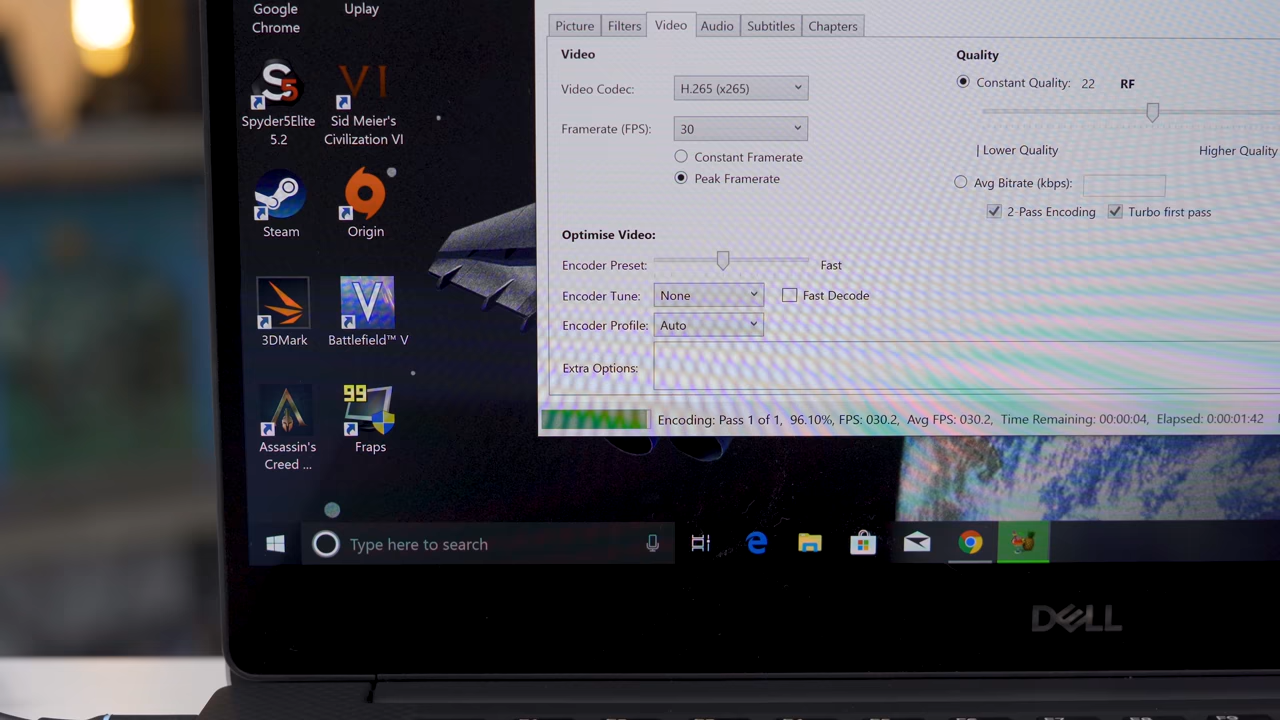 Google
Chrome
Uplay
Spyder5Elite
5.2
VI
Sid Meier's
Civilization VI
Steam
Origin
3DMark
V
Battlefield™ V
Assassin's
Creed ...
99
Fraps
Picture
Filters
Video
Audio
Subtitles
Chapters
Video
Video Codec:
H.265 (x265)
Framerate (FPS):
30
Constant Framerate
Peak Framerate
Quality
Constant Quality: 22 RF
| Lower Quality
Higher Quality
Avg Bitrate (kbps):
2-Pass Encoding
Turbo first pass
Optimise Video:
Encoder Preset:
Fast
Encoder Tune:
None
Fast Decode
Encoder Profile:
Auto
Extra Options:
Encoding: Pass 1 of 1, 96.10%, FPS: 030.2, Avg FPS: 030.2, Time Remaining: 00:00:04, Elapsed: 0:00:01:42
Type here to search
DELL